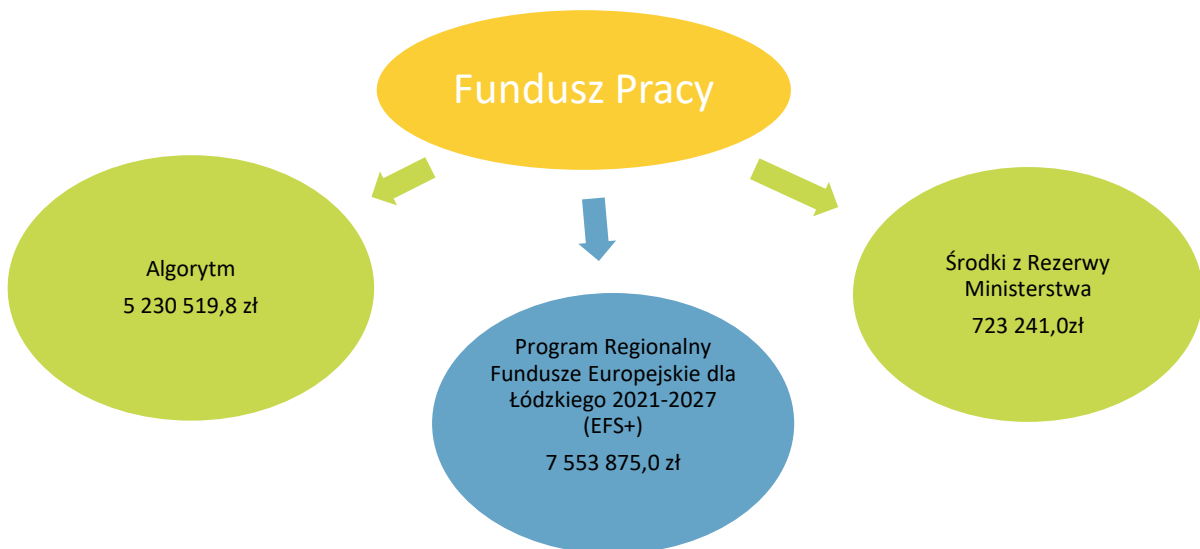 Fundusz Pracy
Algorytm
5 230 519,8 zł
Program Regionalny
Fundusze Europejskie dla
Łódzkiego 2021-2027
(EFS+)
7 553 875,0 zł
Środki z Rezerwy
Ministerstwa
723 241,0zł